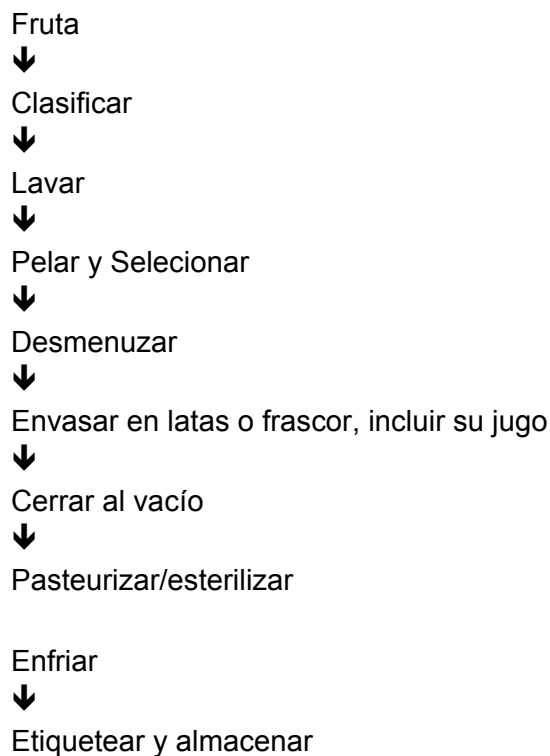 Fruta
🡻
Clasificar
🡻
Lavar
🡻
Pelar y Selecionar
🡻
Desmenuzar
🡻
Envasar en latas o frascor, incluir su jugo
🡻
Cerrar al vacío
🡻
Pasteurizar/esterilizar
Enfriar
🡻
Etiquetear y almacenar